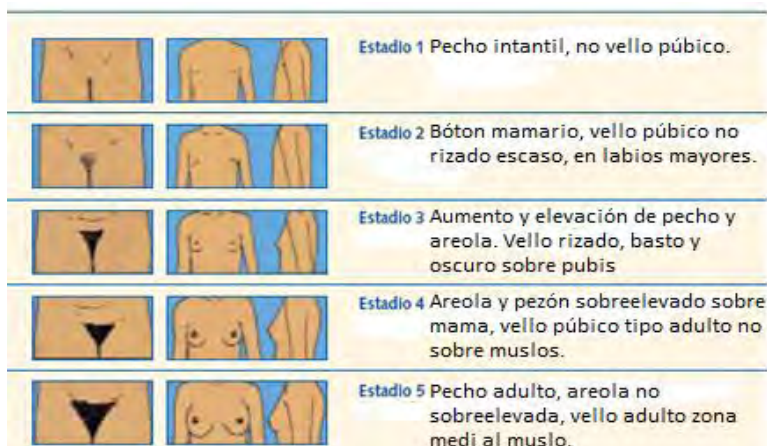 Estadio 1 Pecho intantil, no vello púbico.
Estadio 2 Bóton mamario, vello púbico no
rizado escaso, en labios mayores.
Estadio 3 Aumento y elevación de pecho y
areola. Vello rizado, basto y
oscuro sobre pubis
Estadio 4 Areola y pezón sobreelevado sobre
mama, vello púbico tipo adulto no
sobre muslos.
Estadio 5 Pecho adulto, areola no
sobreelevada, vello adulto zona
medi al muslo.